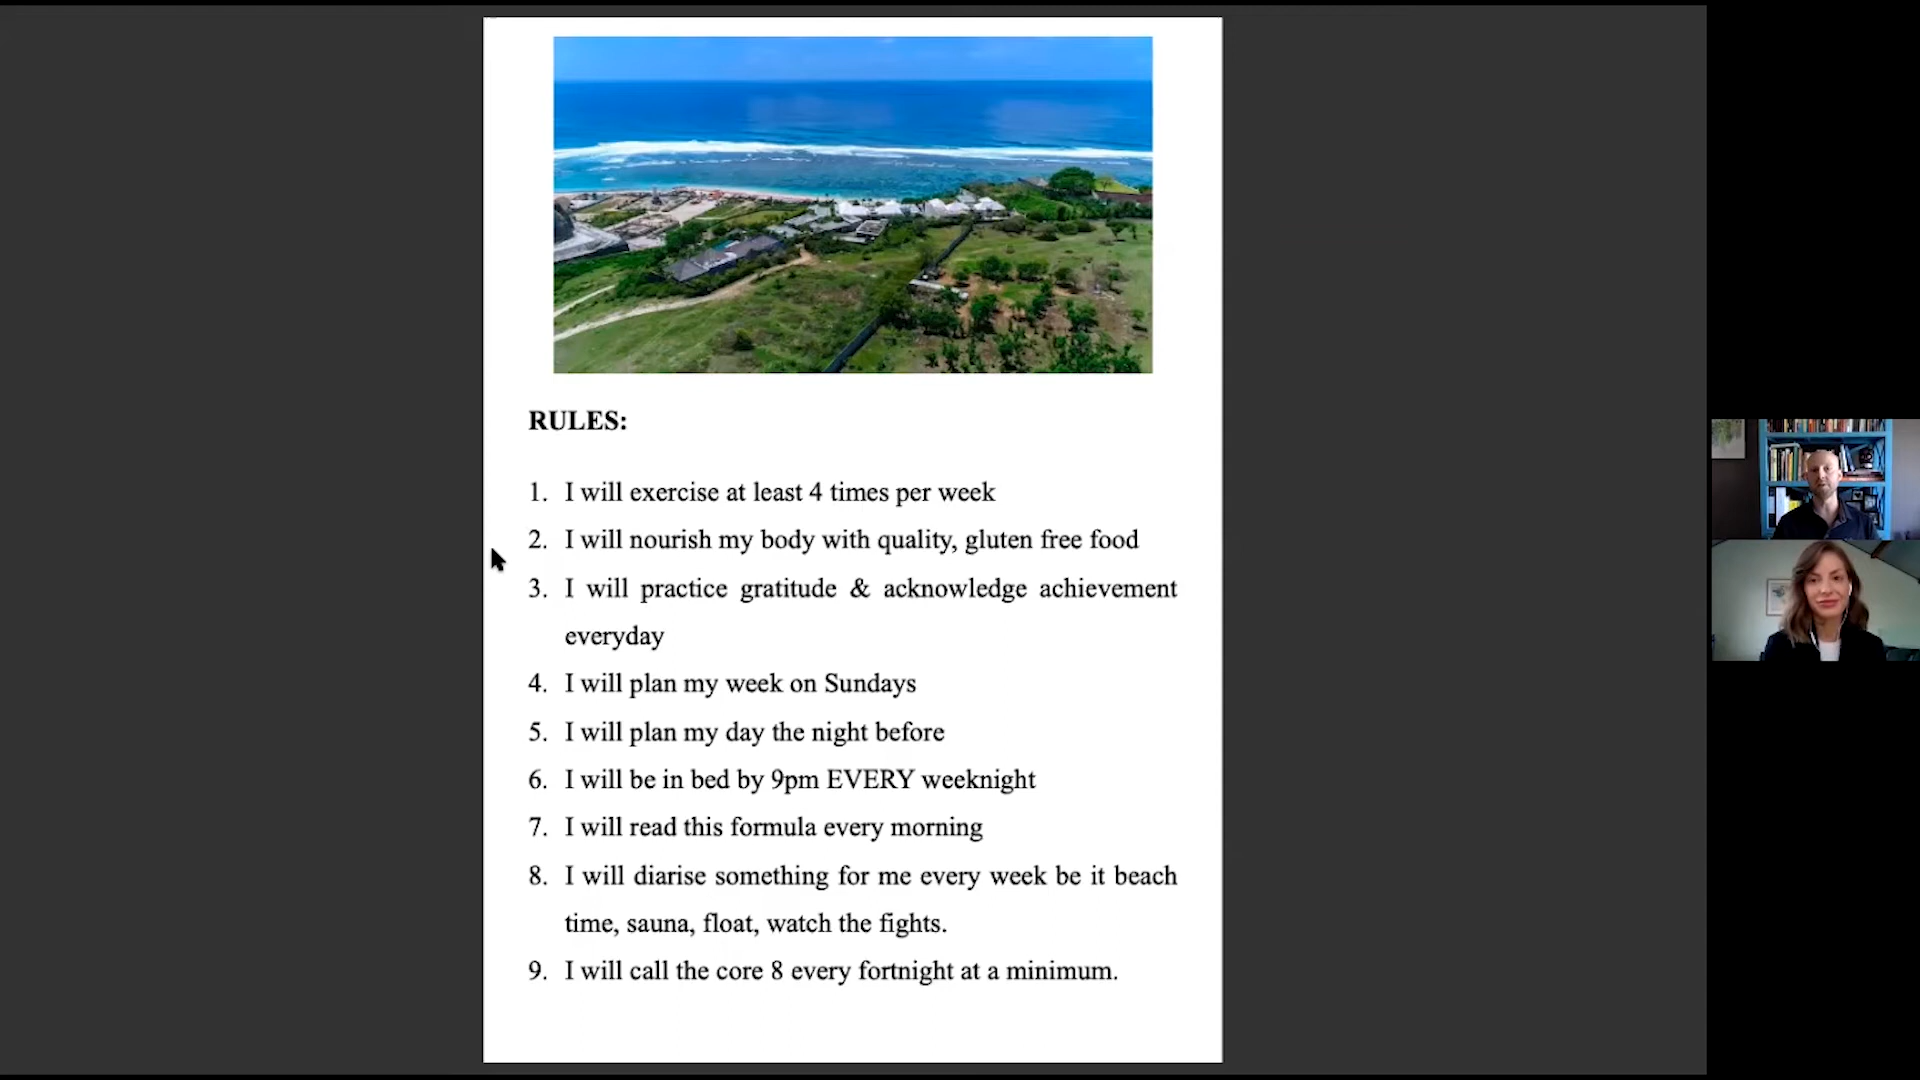 RULES:
1. I will exercise at least 4 times per week
2. I will nourish my body with quality, gluten free food
3. I will practice gratitude & acknowledge achievement
everyday
4. I will plan my week on Sundays
5. I will plan my day the night before
6. I will be in bed by 9pm EVERY weeknight
7. I will read this formula every morning
8. I will diarise something for me every week be it beach
time, sauna, float, watch the fights.
9. I will call the core 8 every fortnight at a minimum.